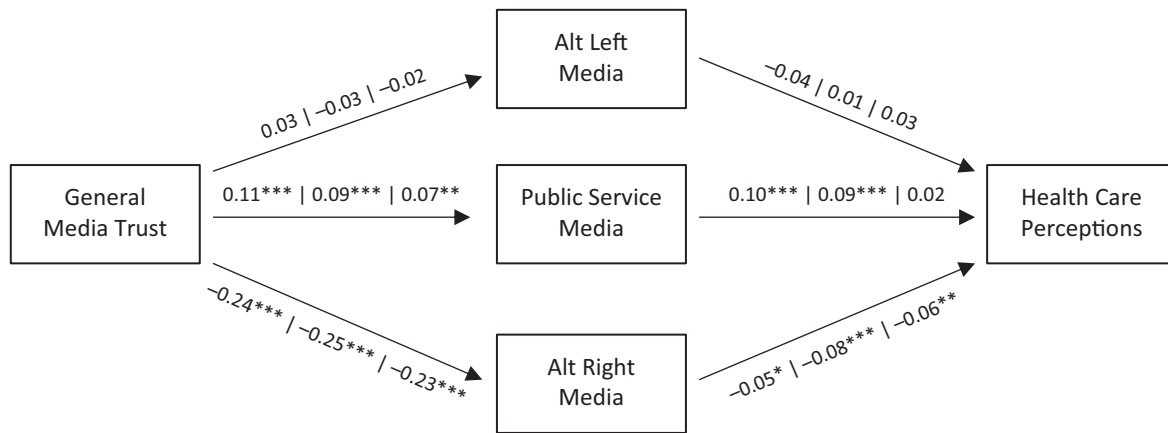 Alt Left
Media
0.03 | –0.03 | –0.02
–0.04 | 0.01 | 0.03
General
Media Trust
0.11*** | 0.09*** | 0.07**
Public Service
Media
0.10*** | 0.09*** | 0.02
Health Care
Perceptions
–0.24*** | –0.25*** | –0.23***
Alt Right
Media
–0.05* | –0.08*** | –0.06**